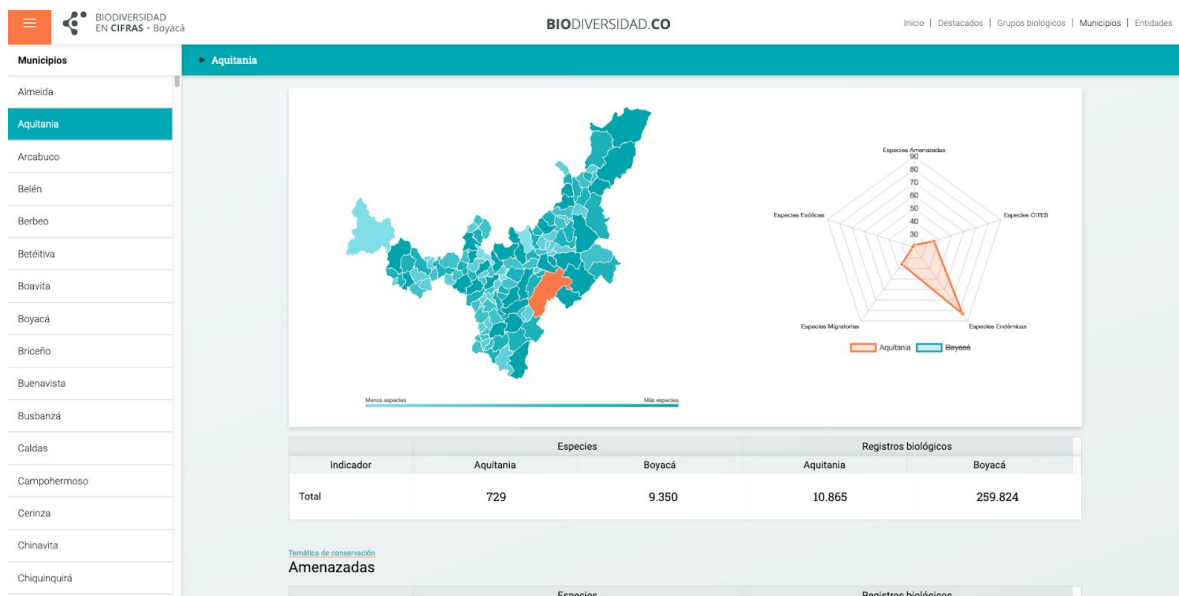 BIODIVERSIDAD
EN CIFRAS · Boyacá
BIODIVERSIDAD.CO
Inicio | Destacados | Grupos biológicos | Municipios | Entidades
Municipios
Almeida
Aquitania
Arcabuco
Belén
Berbeo
Betéitiva
Boavita
Boyacá
Briceño
Buenavista
Busbanzá
Caldas
Campohermoso
Cerinza
Chinavita
Chiquinquirá
► Aquitania
Menos especies
Más especies
Especies Amenazadas
90
80
70
60
50
40
30
Especies Exóticas
Especies CITES
Especies Migratorias
Especies Endémicas
Aquitania
Boyacá
Especies
Registros biológicos
Indicador Aquitania Boyacá Aquitania Boyacá
Total 729 9.350 10.865 259.824
Temática de conservación
Amenazadas
Especies
Registros biológicos